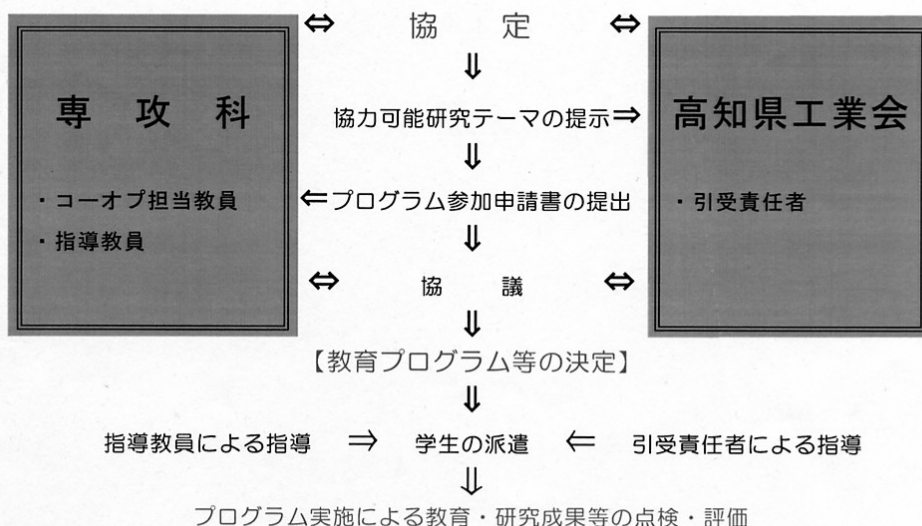 ⇔ 協 定 ⇔
⇓
専 攻 科
協力可能研究テーマの提示⇒
高知県工業会
⇓
・コーオプ担当教員
⇐プログラム参加申請書の提出
・引受責任者
・指導教員
⇓
⇔ 協 議 ⇔
⇓
【教育プログラム等の決定】
⇓
指導教員による指導 ⇒ 学生の派遣 ⇐ 引受責任者による指導
⇓
プログラム実施による教育・研究成果等の点検・評価